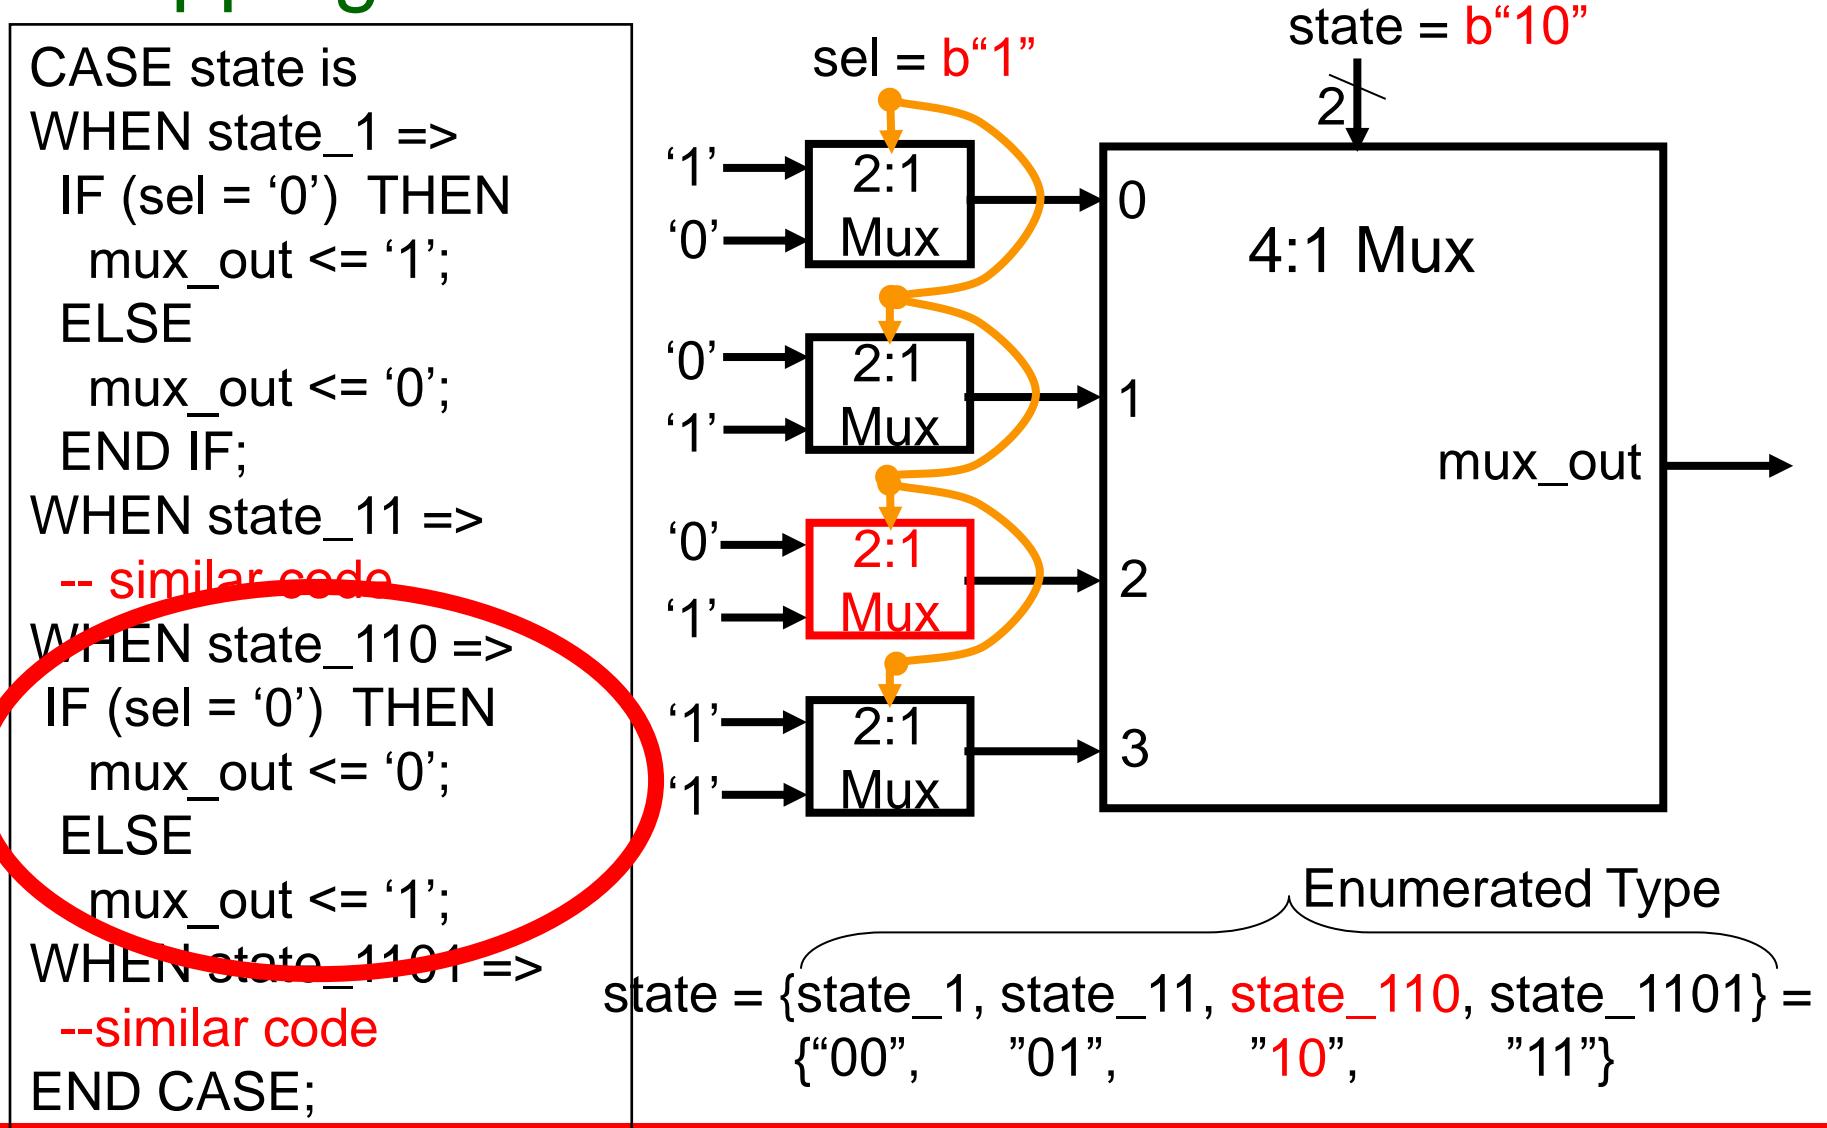 CASE state is
WHEN state_1 =>
IF (sel = ‘0’) THEN
mux_out <= ‘1’;
ELSE
mux_out <= ‘0’;
END IF;
WHEN state_11 =>
-- similar code
WHEN state_110 =>
IF (sel = ‘0’) THEN
mux_out <= ‘0’;
ELSE
mux_out <= ‘1’;
WHEN state_1101 =>
--similar code
END CASE;
sel = b“1”
state = b“10”
2
‘1’
‘0’
2:1
Mux
0
4:1 Mux
‘0’
‘1’
2:1
Mux
1
mux_out
‘0’
‘1’
2:1
Mux
2
‘1’
‘1’
2:1
Mux
3
Enumerated Type
state = {state_1, state_11, state_110, state_1101} =
{“00”, ”01”, ”10”, ”11”}